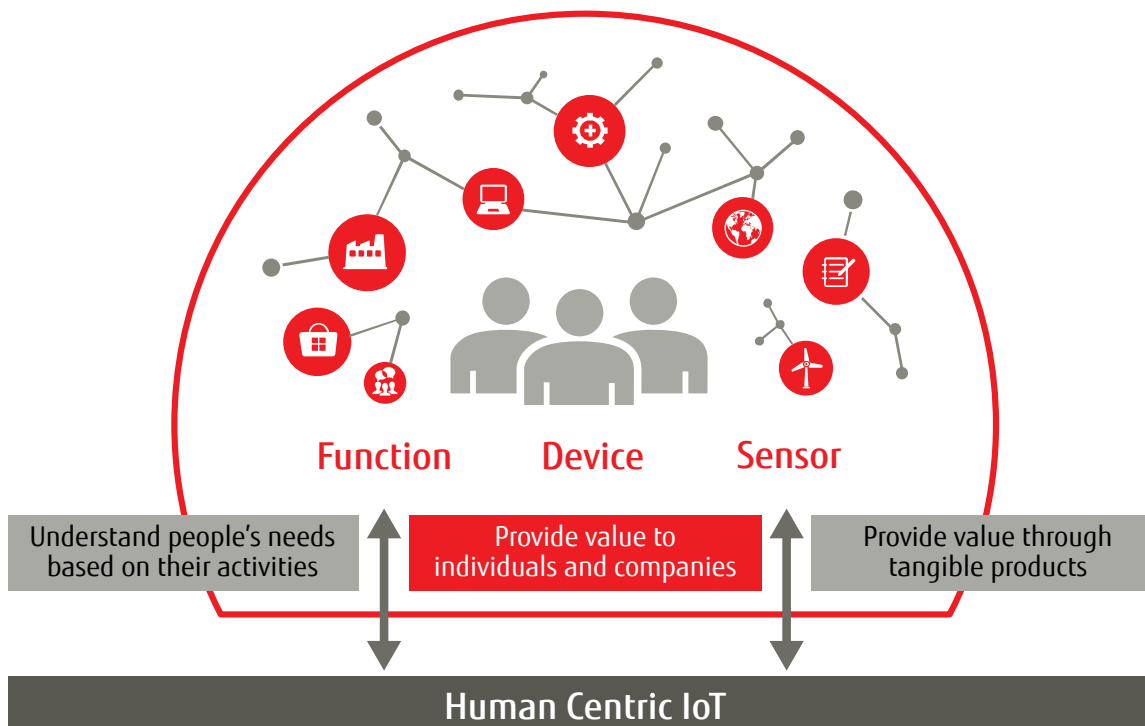 Function
Device
Sensor
Understand people's needs
based on their activities
Provide value to
individuals and companies
Provide value through
tangible products
Human Centric IoT